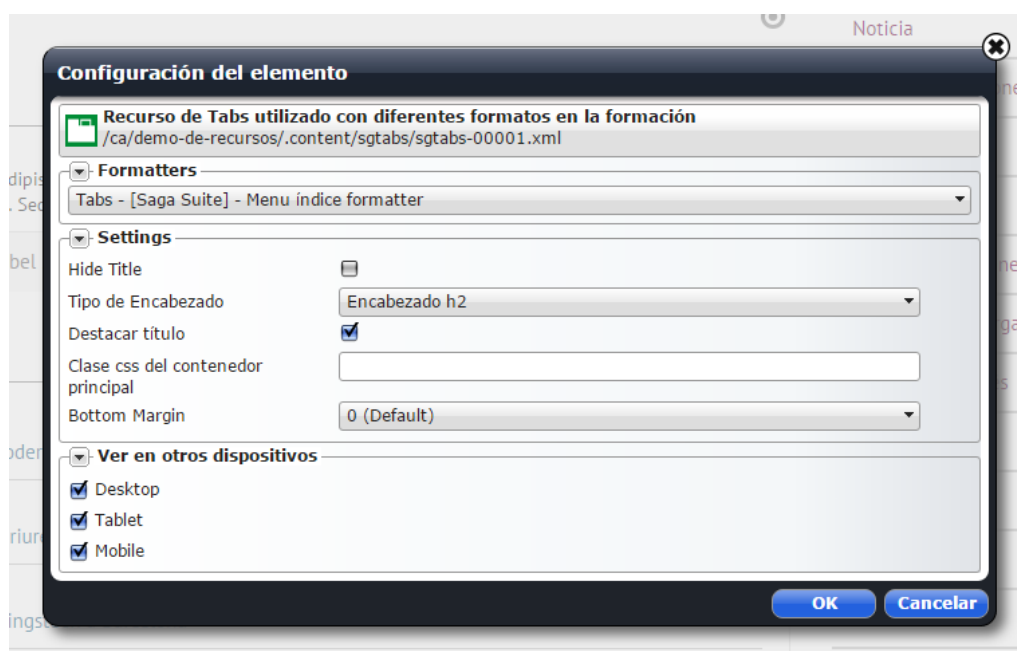 Noticia
Configuración del elemento
Recurso de Tabs utilizado con diferentes formatos en la formación
/ca/demo-de-recursos/.content/sgtabs/sgtabs-00001.xml
Formatters
Tabs - [Saga Suite] - Menu índice formatter
Settings
Hide Title
Tipo de Encabezado Encabezado h2
Destacar título
Clase css del contenedor
principal
Bottom Margin 0 (Default)
Ver en otros dispositivos
Desktop
Tablet
Mobile
OK Cancelar